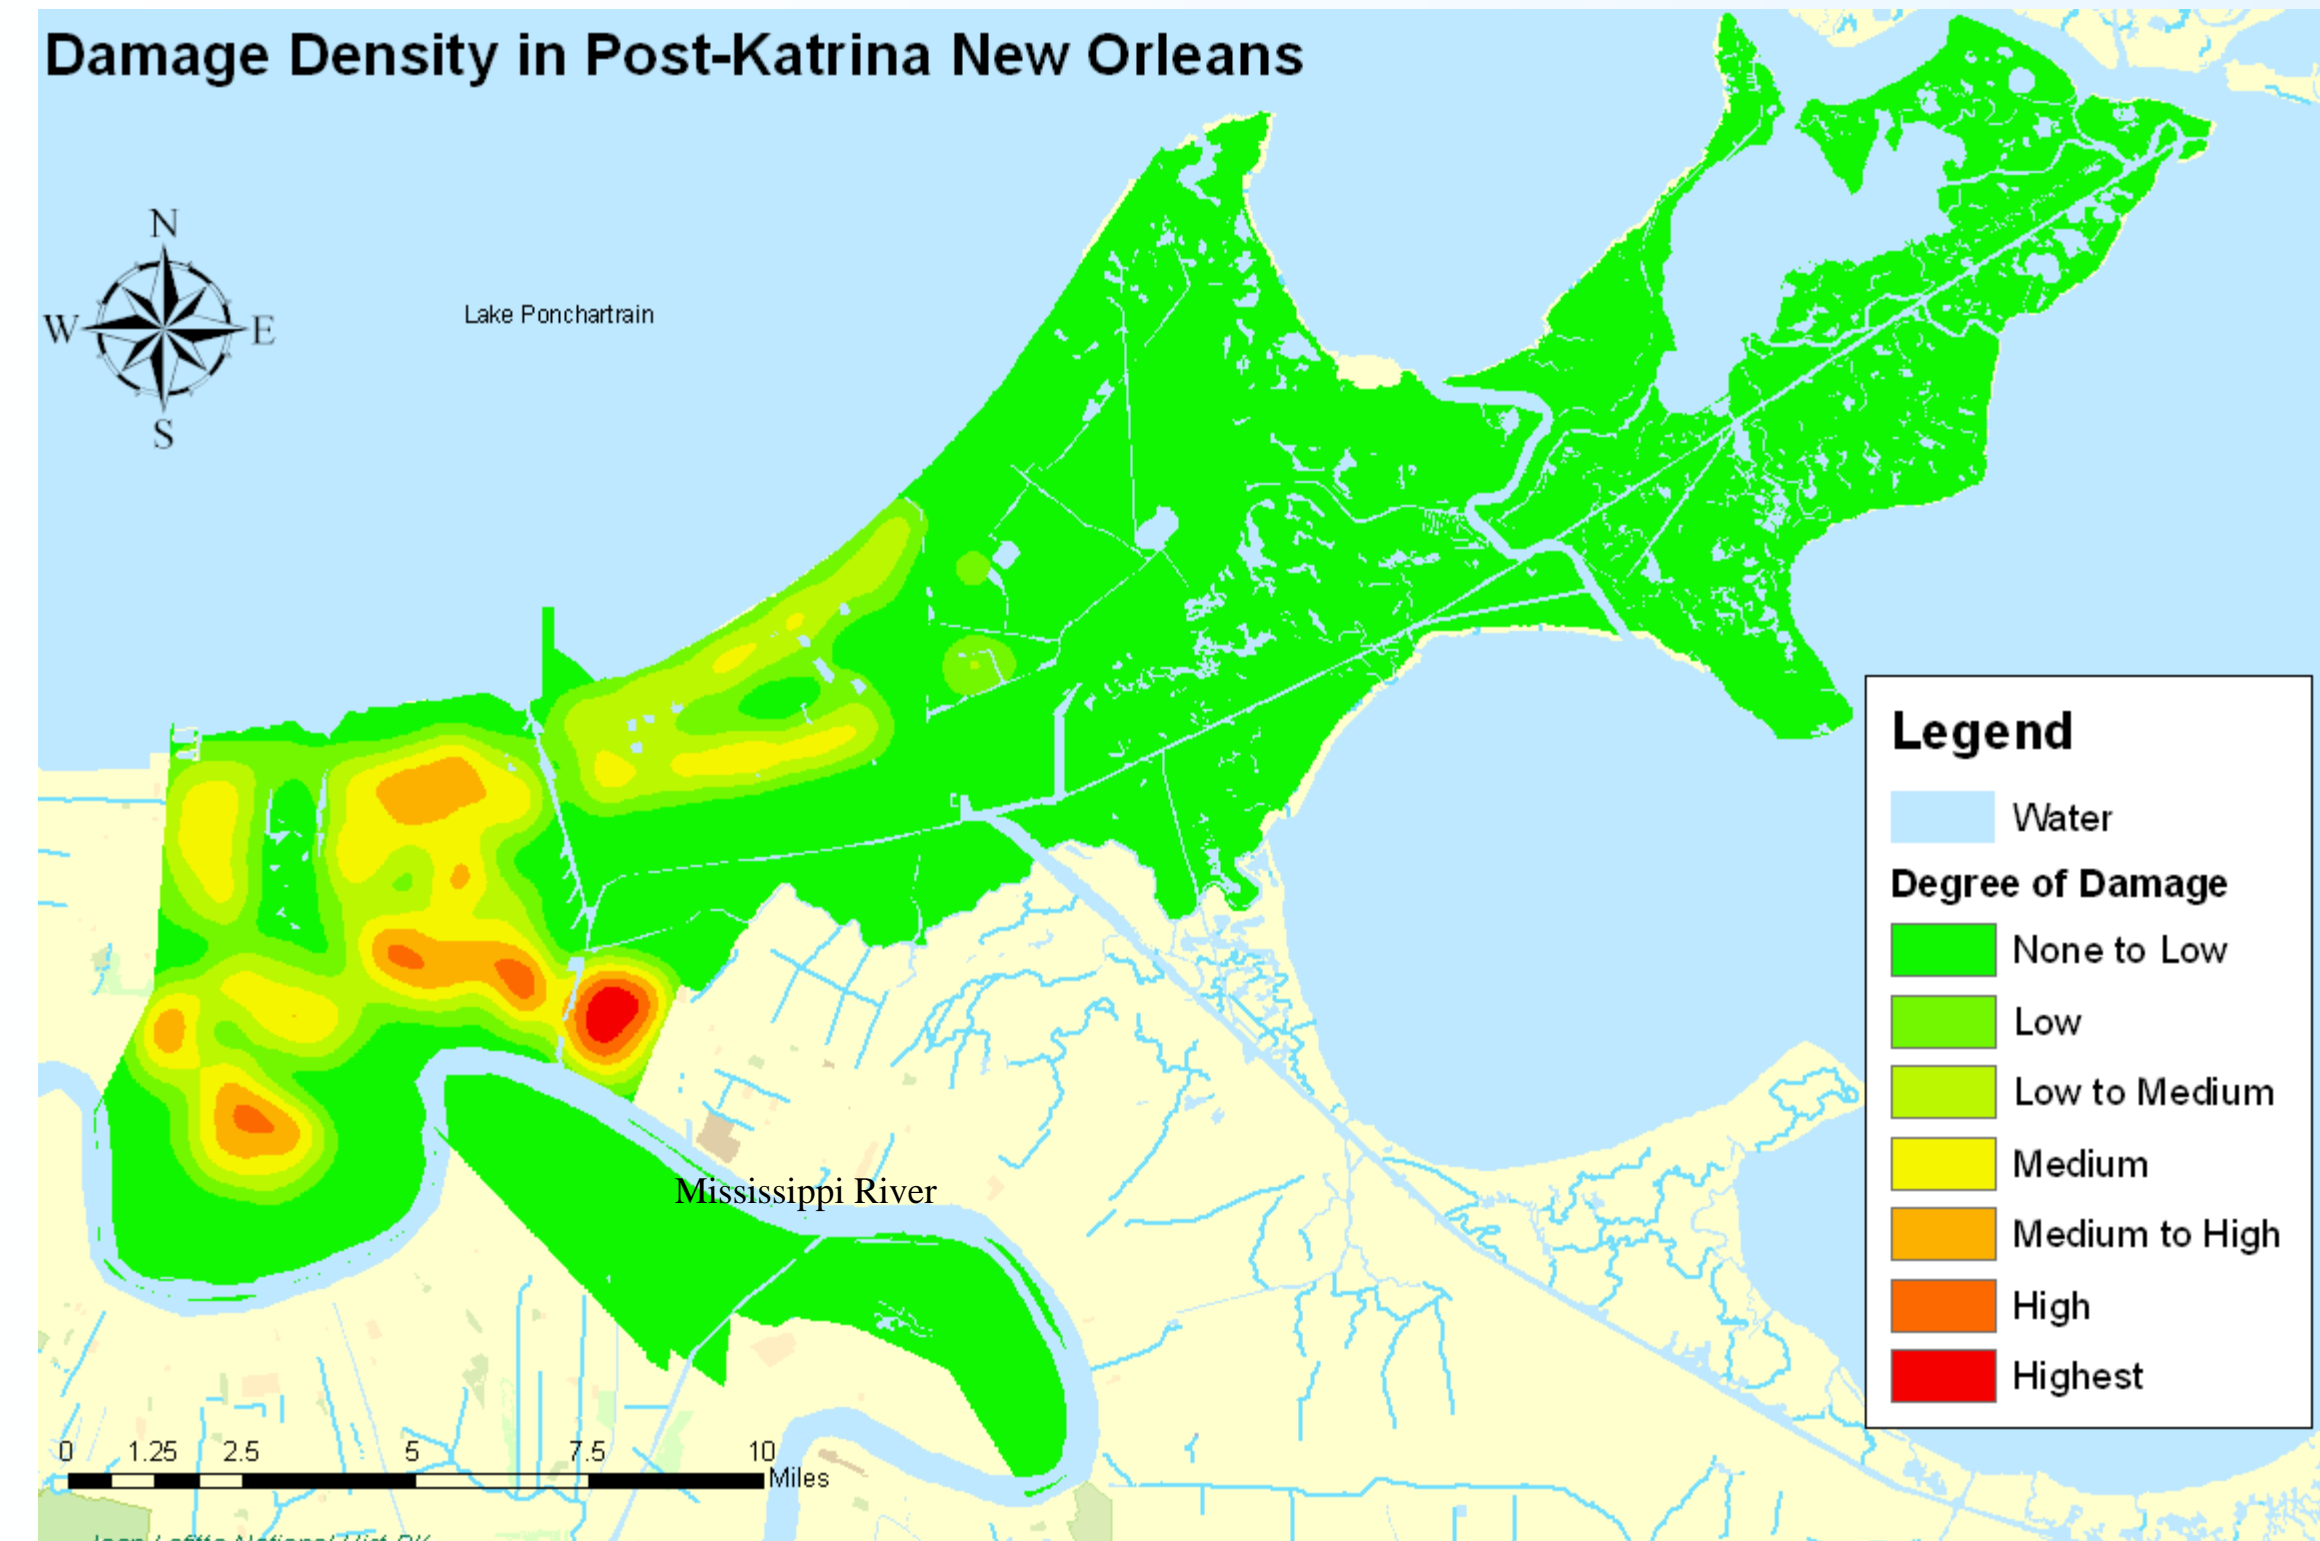 Damage Density in Post-Katrina New Orleans
N
W
E
S
Lake Ponchartrain
Mississippi River
Legend
Water
Degree of Damage
None to Low
Low
Low to Medium
Medium
Medium to High
High
Highest
0 1.25 2.5 5 7.5 10
Miles